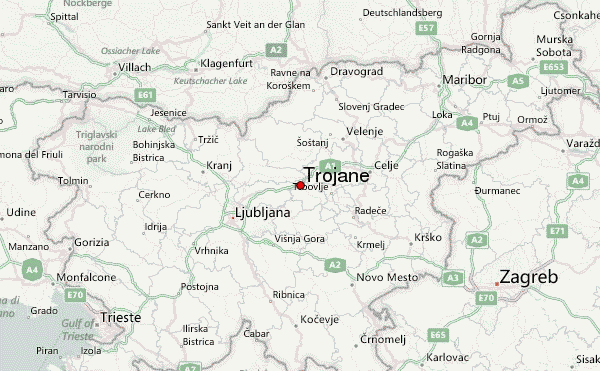 Nockberge
Spittal
Sankt Veit an der Glan
Deutschlandsberg
Csonkahe
E57
Gornja
Radgona
Murska
Sobota
Ossiacher Lake
A2
Villach
Klagenfurt
Keutschacher Lake
Ravne na
Koroškem
Dravograd
E653
Maribor
A5
Ljutomer
aro
Tarvisio
E61
Jesenice
Slovenj Gradec
Loka
A4
Ptuj
Ormož
Triglavski
narodni
park
Lake Bled
Tržič
Velenje
Šoštanj
Bohinjska
Bistrica
Varažd
mona del Friuli
Kranj
A1
Celje
Rogaška
Slatina
Tolmin
Trojane
A4
Cerkno
Đurmanec
Udine
Ljubljana
Radeče
Idrija
Višnja Gora
Krško
E71
Manzano
Gorizia
Vrhnika
Krmelj
A2
A4
A2
Novo Mesto
A3
Zagreb
Monfalcone
Postojna
E70
E70
Ribnica
Grado
Gulf of
Trieste
Trieste
Kočevje
E65
Ilirska
Bistrica
Cabar
Črnomelj
Sisak
Piran
Izola
A7
Karlovac